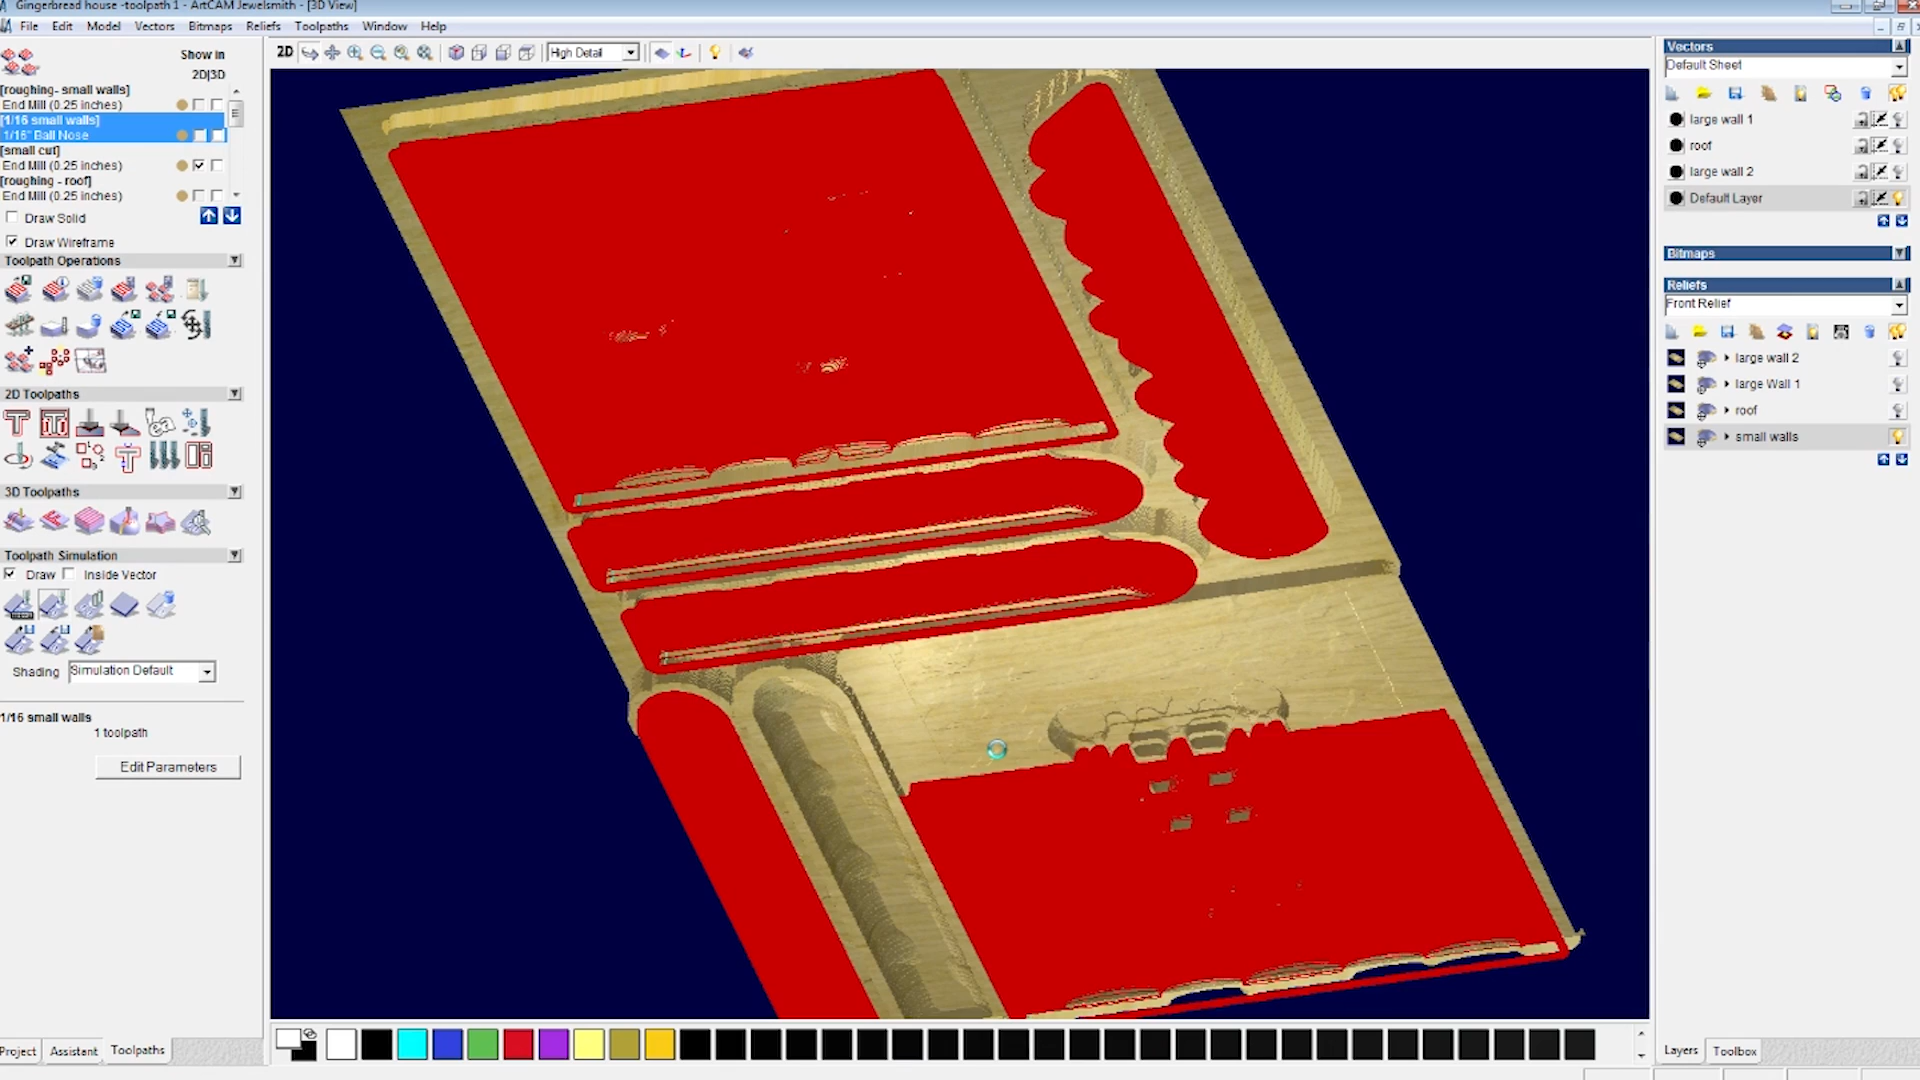 Gingerbread house -toolpath 1 - ArtCAM Jewelsmith - [3D View]
File Edit Model Vectors Bitmaps Reliefs Toolpaths Window Help
Show in
2D|3D
[roughing- small walls]
End Mill (0.25 inches)
[1/16 small walls]
1/16" Ball Nose
[small cut]
End Mill (0.25 inches)
[roughing - roof]
End Mill (0.25 inches)
Draw Solid
Draw Wireframe
Toolpath Operations
2D Toolpaths
3D Toolpaths
Toolpath Simulation
Draw Inside Vector
Shading Simulation Default
1/16 small walls
1 toolpath
Edit Parameters
Project Assistant Toolpaths
2D High Detail
Vectors
Default Sheet
large wall 1
roof
large wall 2
Default Layer
Bitmaps
Reliefs
Front Relief
large wall 2
large Wall 1
roof
small walls
Layers Toolbox